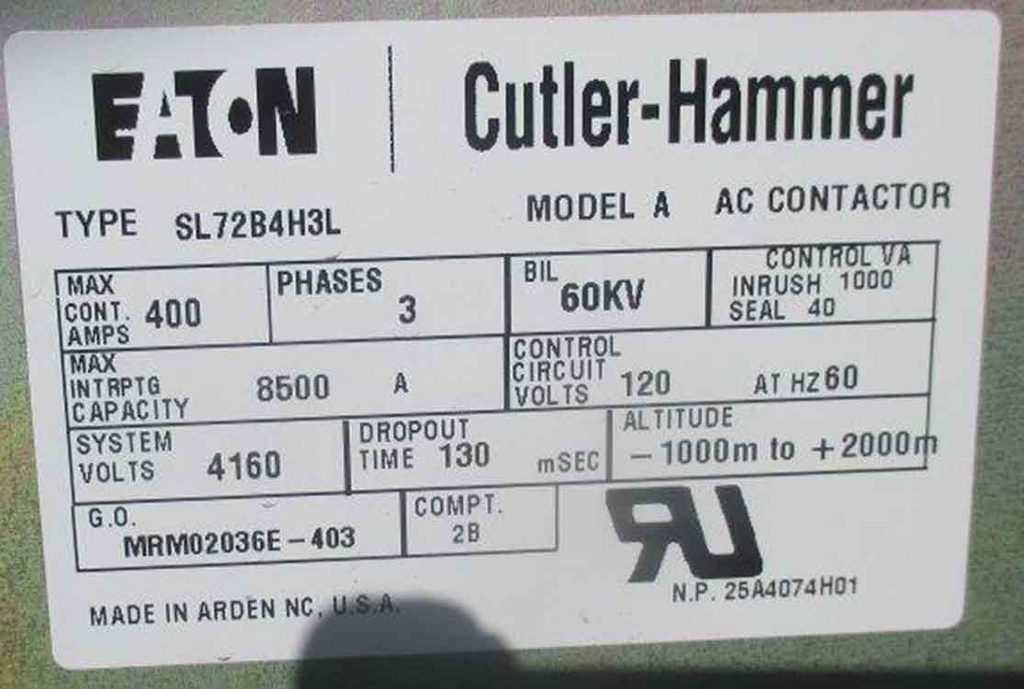 EATON Cutler-Hammer
TYPE SL72B4H3L MODEL A AC CONTACTOR
MAX CONT. AMPS 400
PHASES 3
BIL 60KV
CONTROL VA
INRUSH 1000
SEAL 40
MAX
INTRPTG
CAPACITY 8500 A
CONTROL
CIRCUIT
VOLTS 120 AT HZ 60
SYSTEM
VOLTS 4160
DROPOUT
TIME 130 mSEC
ALTITUDE
- 1000m to + 2000m
G.O.
MRM02036E - 403
COMPT.
2B
RU
N.P. 25A4074H01
MADE IN ARDEN NC, U.S.A.